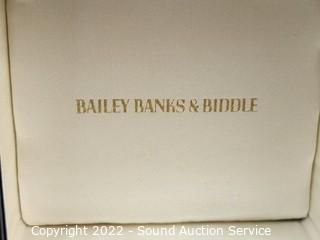 BAILEY BANKS & BIDDLE
Copyright 2022 - Sound Auction Service